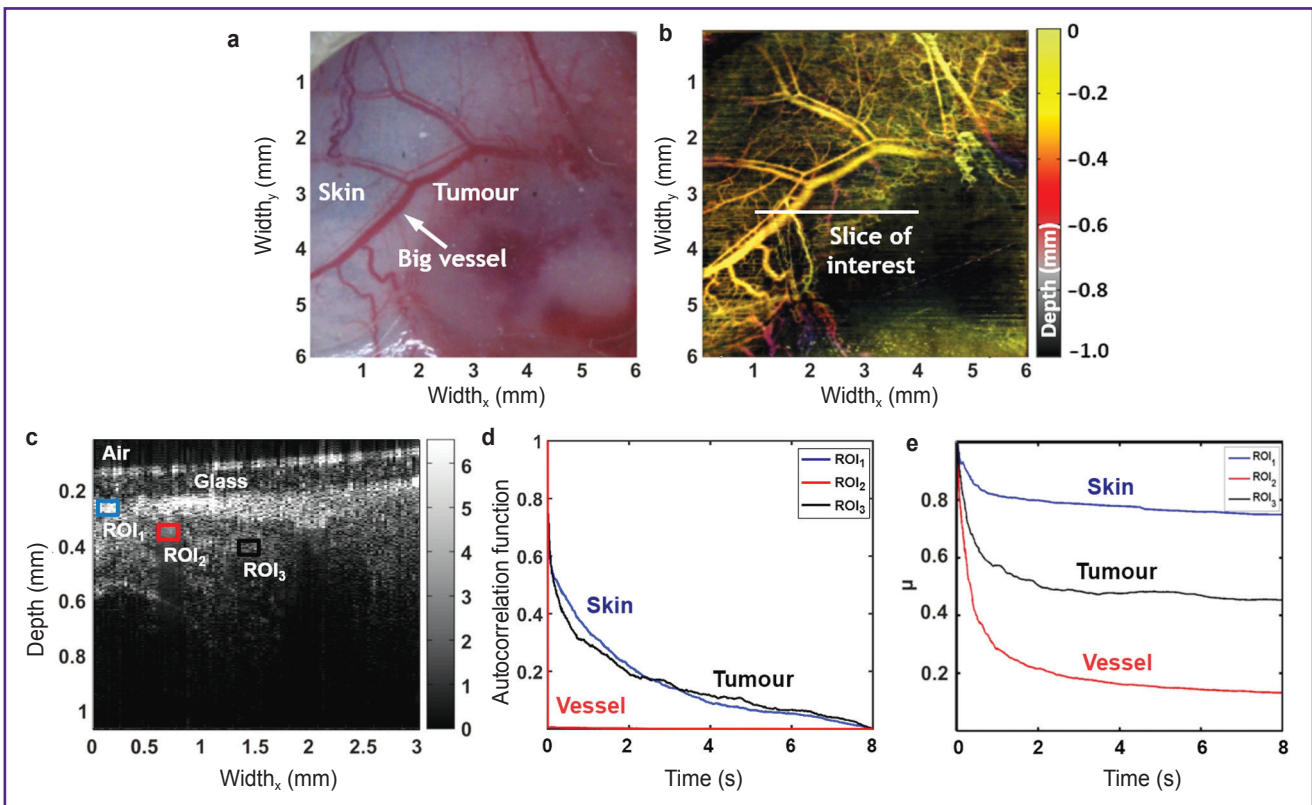 a
Width_y (mm)
1
2
3
4
5
6
Skin
Tumour
Big vessel
1 2 3 4 5 6
Width_x (mm)
b
Width_y (mm)
1
2
3
4
5
6
Slice of
interest
1 2 3 4 5 6
Width_x (mm)
0
−0.2
−0.4
−0.6
−0.8
−1.0
Depth (mm)
c
Air
Glass
ROI₁
ROI₂
ROI₃
Depth (mm)
0.2
0.4
0.6
0.8
1
0 0.5 1 1.5 2 2.5 3
Width_x (mm)
6
5
4
3
2
1
0
d
Autocorrelation function
1
0.8
0.6
0.4
0.2
ROI₁
ROI₂
ROI₃
Skin
Tumour
Vessel
0 2 4 6 8
Time (s)
e
µ
0.8
0.6
0.4
0.2
ROI₁
ROI₂
ROI₃
Skin
Tumour
Vessel
0 2 4 6 8
Time (s)